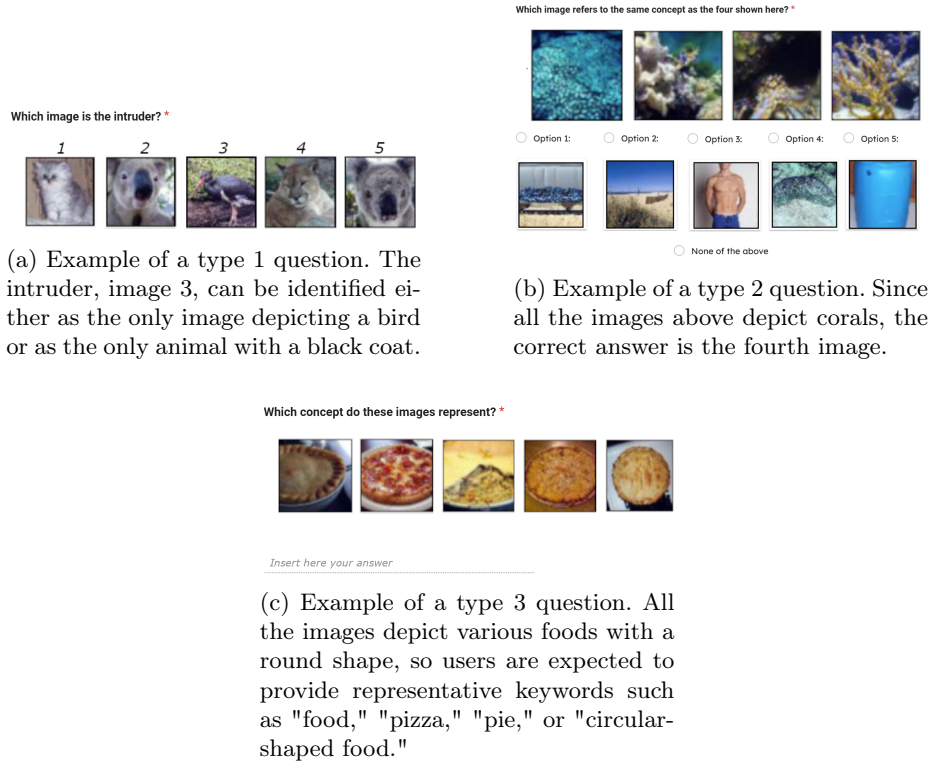 Which image is the intruder? *
1 2 3 4 5
(a) Example of a type 1 question. The
intruder, image 3, can be identified ei-
ther as the only image depicting a bird
or as the only animal with a black coat.
Which image refers to the same concept as the four shown here? *
Option 1: Option 2: Option 3: Option 4: Option 5:
None of the above
(b) Example of a type 2 question. Since
all the images above depict corals, the
correct answer is the fourth image.
Which concept do these images represent? *
Insert here your answer
(c) Example of a type 3 question. All
the images depict various foods with a
round shape, so users are expected to
provide representative keywords such
as "food," "pizza," "pie," or "circular-
shaped food."